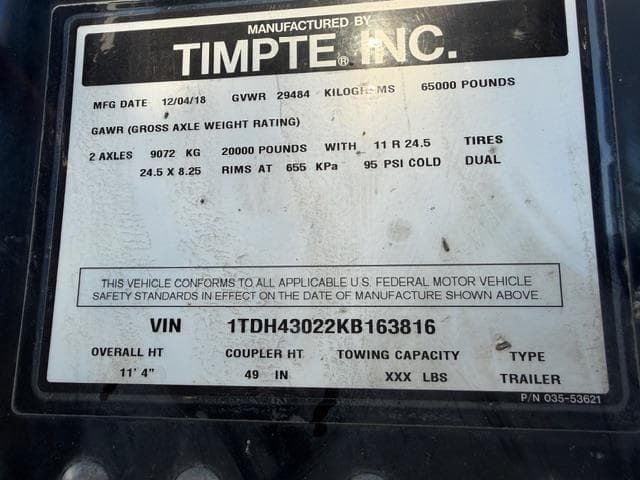 MANUFACTURED BY
TIMPTE® INC.
MFG DATE 12/04/18 GVWR 29484 KILOGRAMS 65000 POUNDS
GAWR (GROSS AXLE WEIGHT RATING)
2 AXLES 9072 KG 20000 POUNDS WITH 11 R 24.5 TIRES
24.5 X 8.25 RIMS AT 655 KPa 95 PSI COLD DUAL
THIS VEHICLE CONFORMS TO ALL APPLICABLE U.S. FEDERAL MOTOR VEHICLE
SAFETY STANDARDS IN EFFECT ON THE DATE OF MANUFACTURE SHOWN ABOVE.
VIN 1TDH43022KB163816
OVERALL HT COUPLER HT TOWING CAPACITY TYPE
11' 4" 49 IN XXX LBS TRAILER
P/N 035-53621